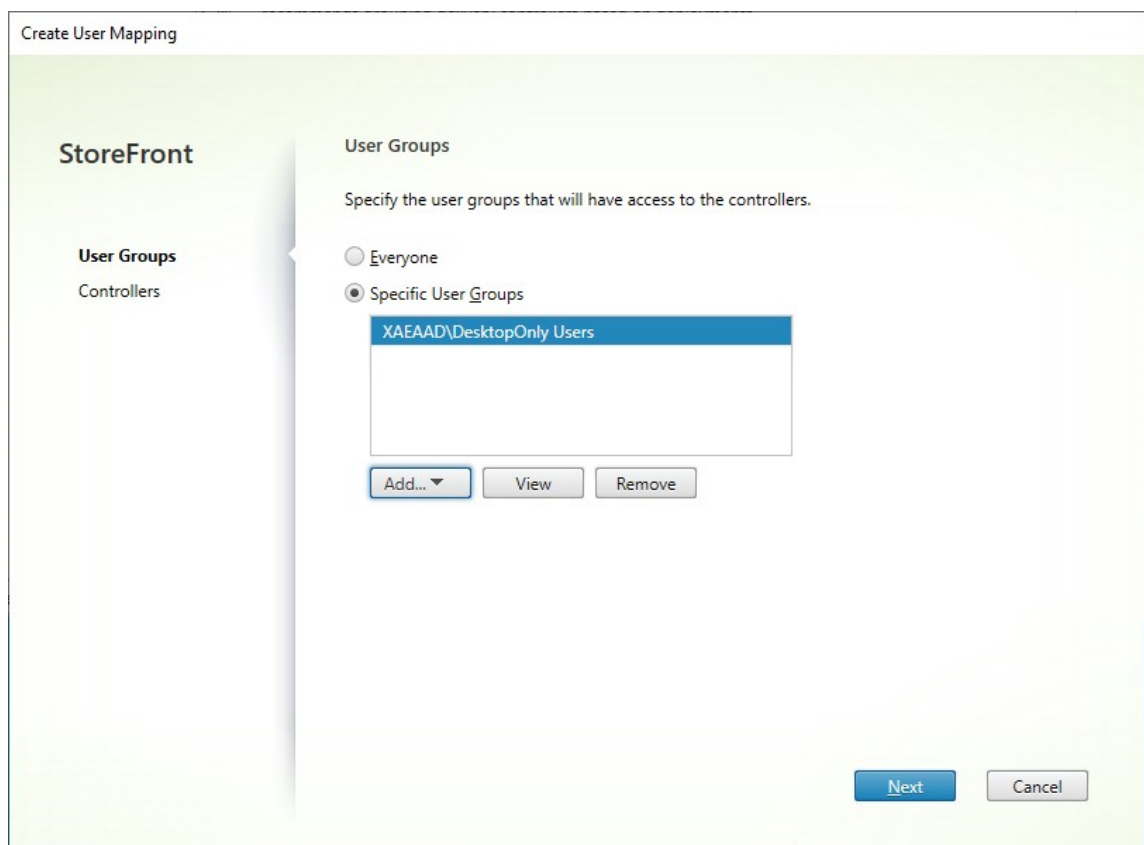 Create User Mapping
StoreFront
User Groups
Controllers
User Groups
Specify the user groups that will have access to the controllers.
Everyone
Specific User Groups
XAEAAD\DesktopOnly Users
Add...
View
Remove
Next
Cancel